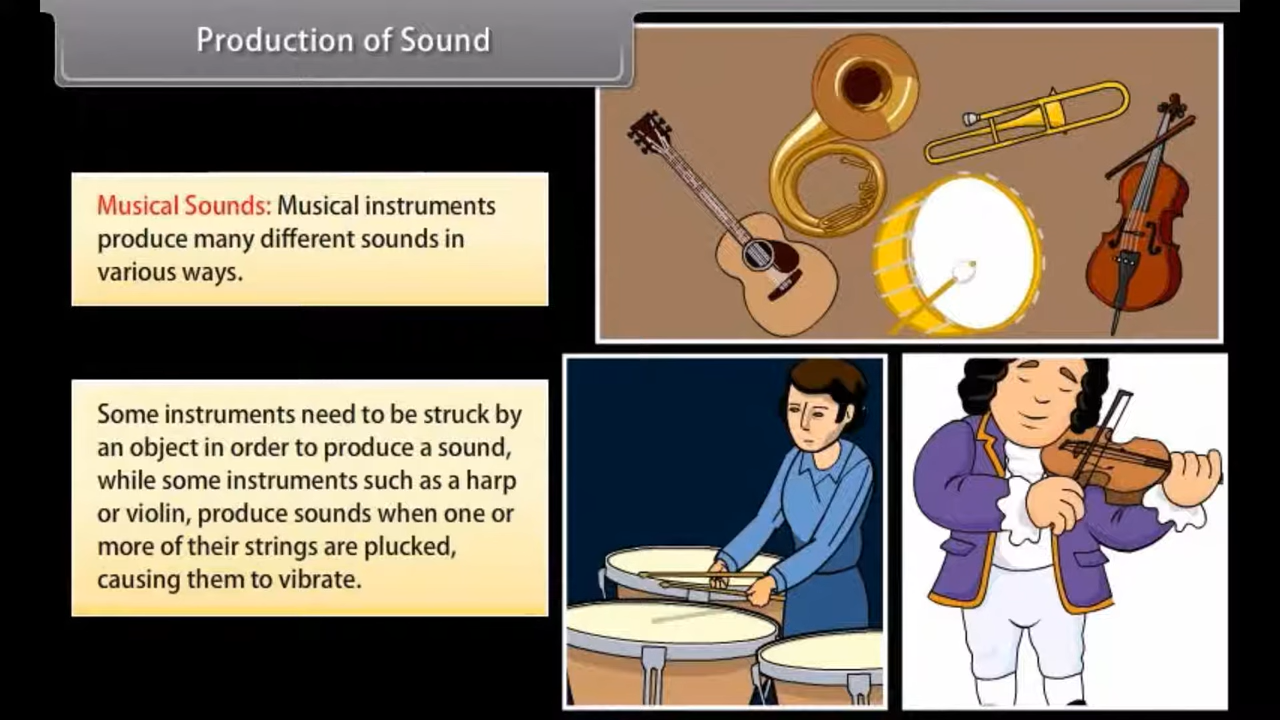 Production of Sound
Musical Sounds: Musical instruments
produce many different sounds in
various ways.
Some instruments need to be struck by
an object in order to produce a sound,
while some instruments such as a harp
or violin, produce sounds when one or
more of their strings are plucked,
causing them to vibrate.